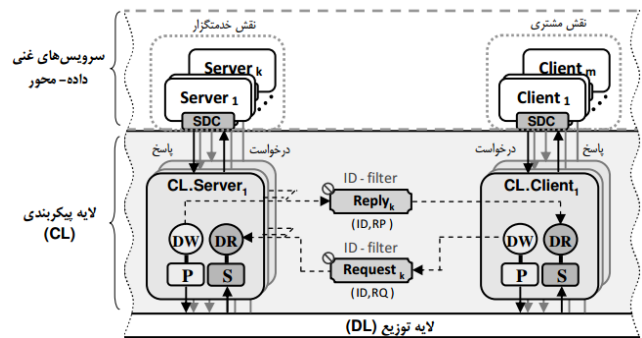 نقش خدمتگزار
نقش مشتری
سرویس‌های غنی
داده- محور
Server k
Server 1
SDC
Client m
Client 1
SDC
پاسخ
درخواست
درخواست
پاسخ
لایه پیکربندی
(CL)
CL.Server1
DW
DR
P
S
ID - filter
Replyk
(ID,RP)
ID - filter
Request k
(ID,RQ)
CL.Client1
DW
DR
P
S
لایه توزیع (DL)